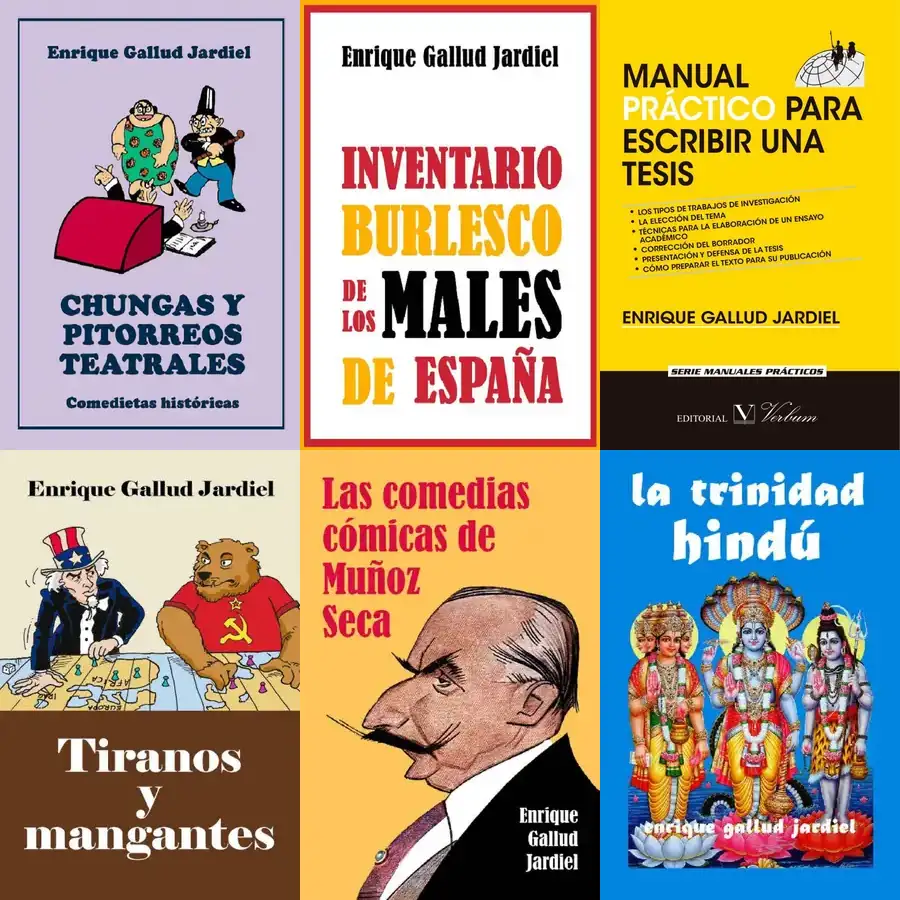 Enrique Gallud Jardiel
CHUNGAS Y
PITORREOS
TEATRALES
Comedietas históricas
Enrique Gallud Jardiel
INVENTARIO
BURLESCO
DE
LOS MALES
DE ESPAÑA
MANUAL
PRÁCTICO PARA
ESCRIBIR UNA
TESIS
• LOS TIPOS DE TRABAJOS DE INVESTIGACIÓN
• LA ELECCIÓN DEL TEMA
• TÉCNICAS PARA LA ELABORACIÓN DE UN ENSAYO
ACADÉMICO
• CORRECCIÓN DEL BORRADOR
• PRESENTACIÓN Y DEFENSA DE LA TESIS
• CÓMO PREPARAR EL TEXTO PARA SU PUBLICACIÓN
ENRIQUE GALLUD JARDIEL
SERIE MANUALES PRÁCTICOS
EDITORIAL V Verbum
Enrique Gallud Jardiel
AFRICA
IRAK
EUROPA
Tiranos
y
mangantes
Las comedias
cómicas de
Muñoz
Seca
Enrique
Gallud
Jardiel
la trinidad
hindú
enrique gallud jardiel